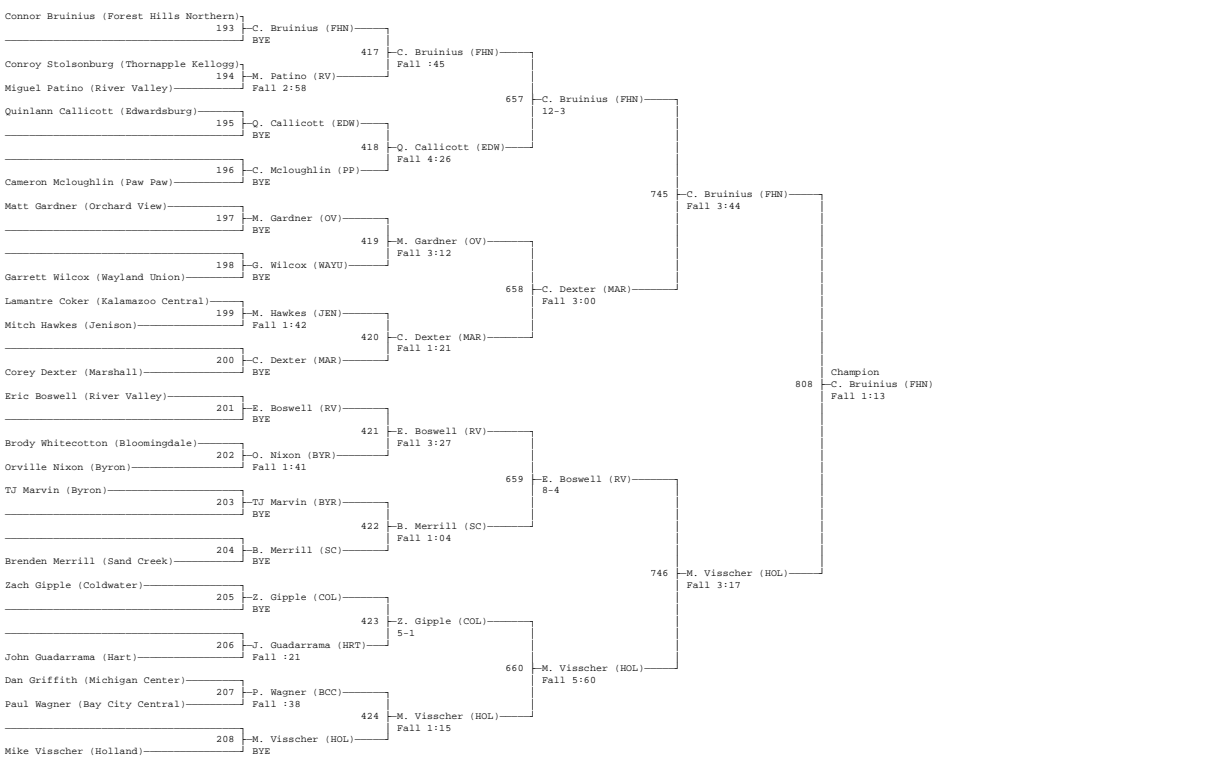 Connor Bruinius (Forest Hills Northern)
193 C. Bruinius (FHN)
BYE
417 C. Bruinius (FHN)
Fall :45
Conroy Stolsonburg (Thornapple Kellogg)
194 M. Patino (RV)
Miguel Patino (River Valley) Fall 2:58
657 C. Bruinius (FHN)
12-3
Quinlann Callicott (Edwardsburg)
195 Q. Callicott (EDW)
BYE
418 Q. Callicott (EDW)
Fall 4:26
196 C. Mcloughlin (PP)
Cameron Mcloughlin (Paw Paw) BYE
745 C. Bruinius (FHN)
Fall 3:44
Matt Gardner (Orchard View)
197 M. Gardner (OV)
BYE
419 M. Gardner (OV)
Fall 3:12
198 G. Wilcox (WAYU)
Garrett Wilcox (Wayland Union) BYE
658 C. Dexter (MAR)
Fall 3:00
Lamantre Coker (Kalamazoo Central)
199 M. Hawkes (JEN)
Mitch Hawkes (Jenison) Fall 1:42
420 C. Dexter (MAR)
Fall 1:21
200 C. Dexter (MAR)
Corey Dexter (Marshall) BYE
Champion
808 C. Bruinius (FHN)
Fall 1:13
Eric Boswell (River Valley)
201 E. Boswell (RV)
BYE
421 E. Boswell (RV)
Fall 3:27
Brody Whitecotton (Bloomingdale)
202 O. Nixon (BYR)
Orville Nixon (Byron) Fall 1:41
659 E. Boswell (RV)
8-4
TJ Marvin (Byron)
203 TJ Marvin (BYR)
BYE
422 B. Merrill (SC)
Fall 1:04
204 B. Merrill (SC)
Brenden Merrill (Sand Creek) BYE
746 M. Visscher (HOL)
Fall 3:17
Zach Gipple (Coldwater)
205 Z. Gipple (COL)
BYE
423 Z. Gipple (COL)
5-1
206 J. Guadarrama (HRT)
John Guadarrama (Hart) Fall :21
660 M. Visscher (HOL)
Fall 5:60
Dan Griffith (Michigan Center)
207 P. Wagner (BCC)
Paul Wagner (Bay City Central) Fall :38
424 M. Visscher (HOL)
Fall 1:15
208 M. Visscher (HOL)
Mike Visscher (Holland) BYE